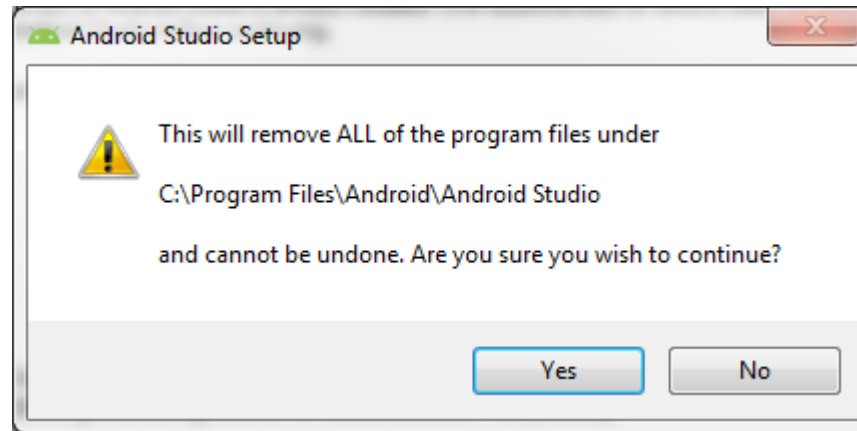 Android Studio Setup
This will remove ALL of the program files under
C:\Program Files\Android\Android Studio
and cannot be undone. Are you sure you wish to continue?
Yes
No